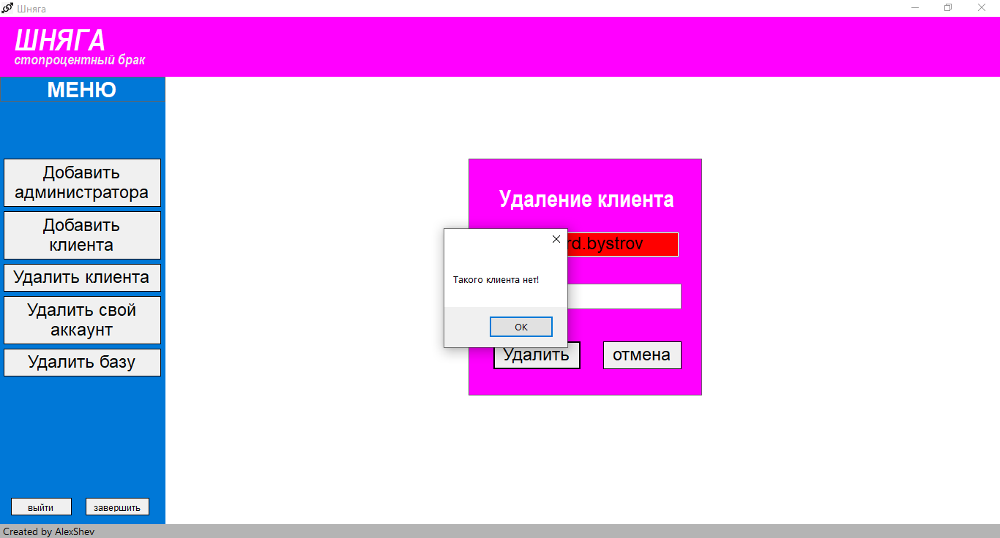 Шняга
ШНЯГА
стопроцентный брак
МЕНЮ
Добавить
администратора
Добавить
клиента
Удалить клиента
Удалить свой
аккаунт
Удалить базу
выйти
завершить
Удаление клиента
rd.bystrov
Такого клиента нет!
ОК
Удалить
отмена
Created by AlexShev